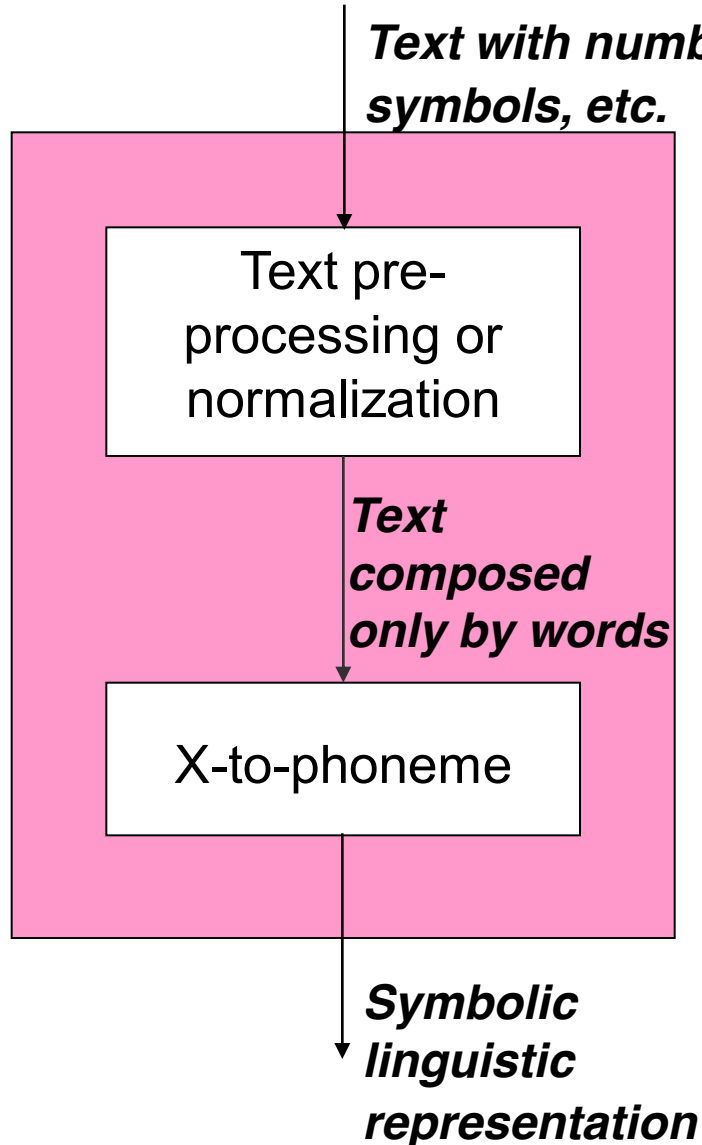 Text with numb
symbols, etc.
Text pre-
processing or
normalization
Text
composed
only by words
X-to-phoneme
Symbolic
linguistic
representation